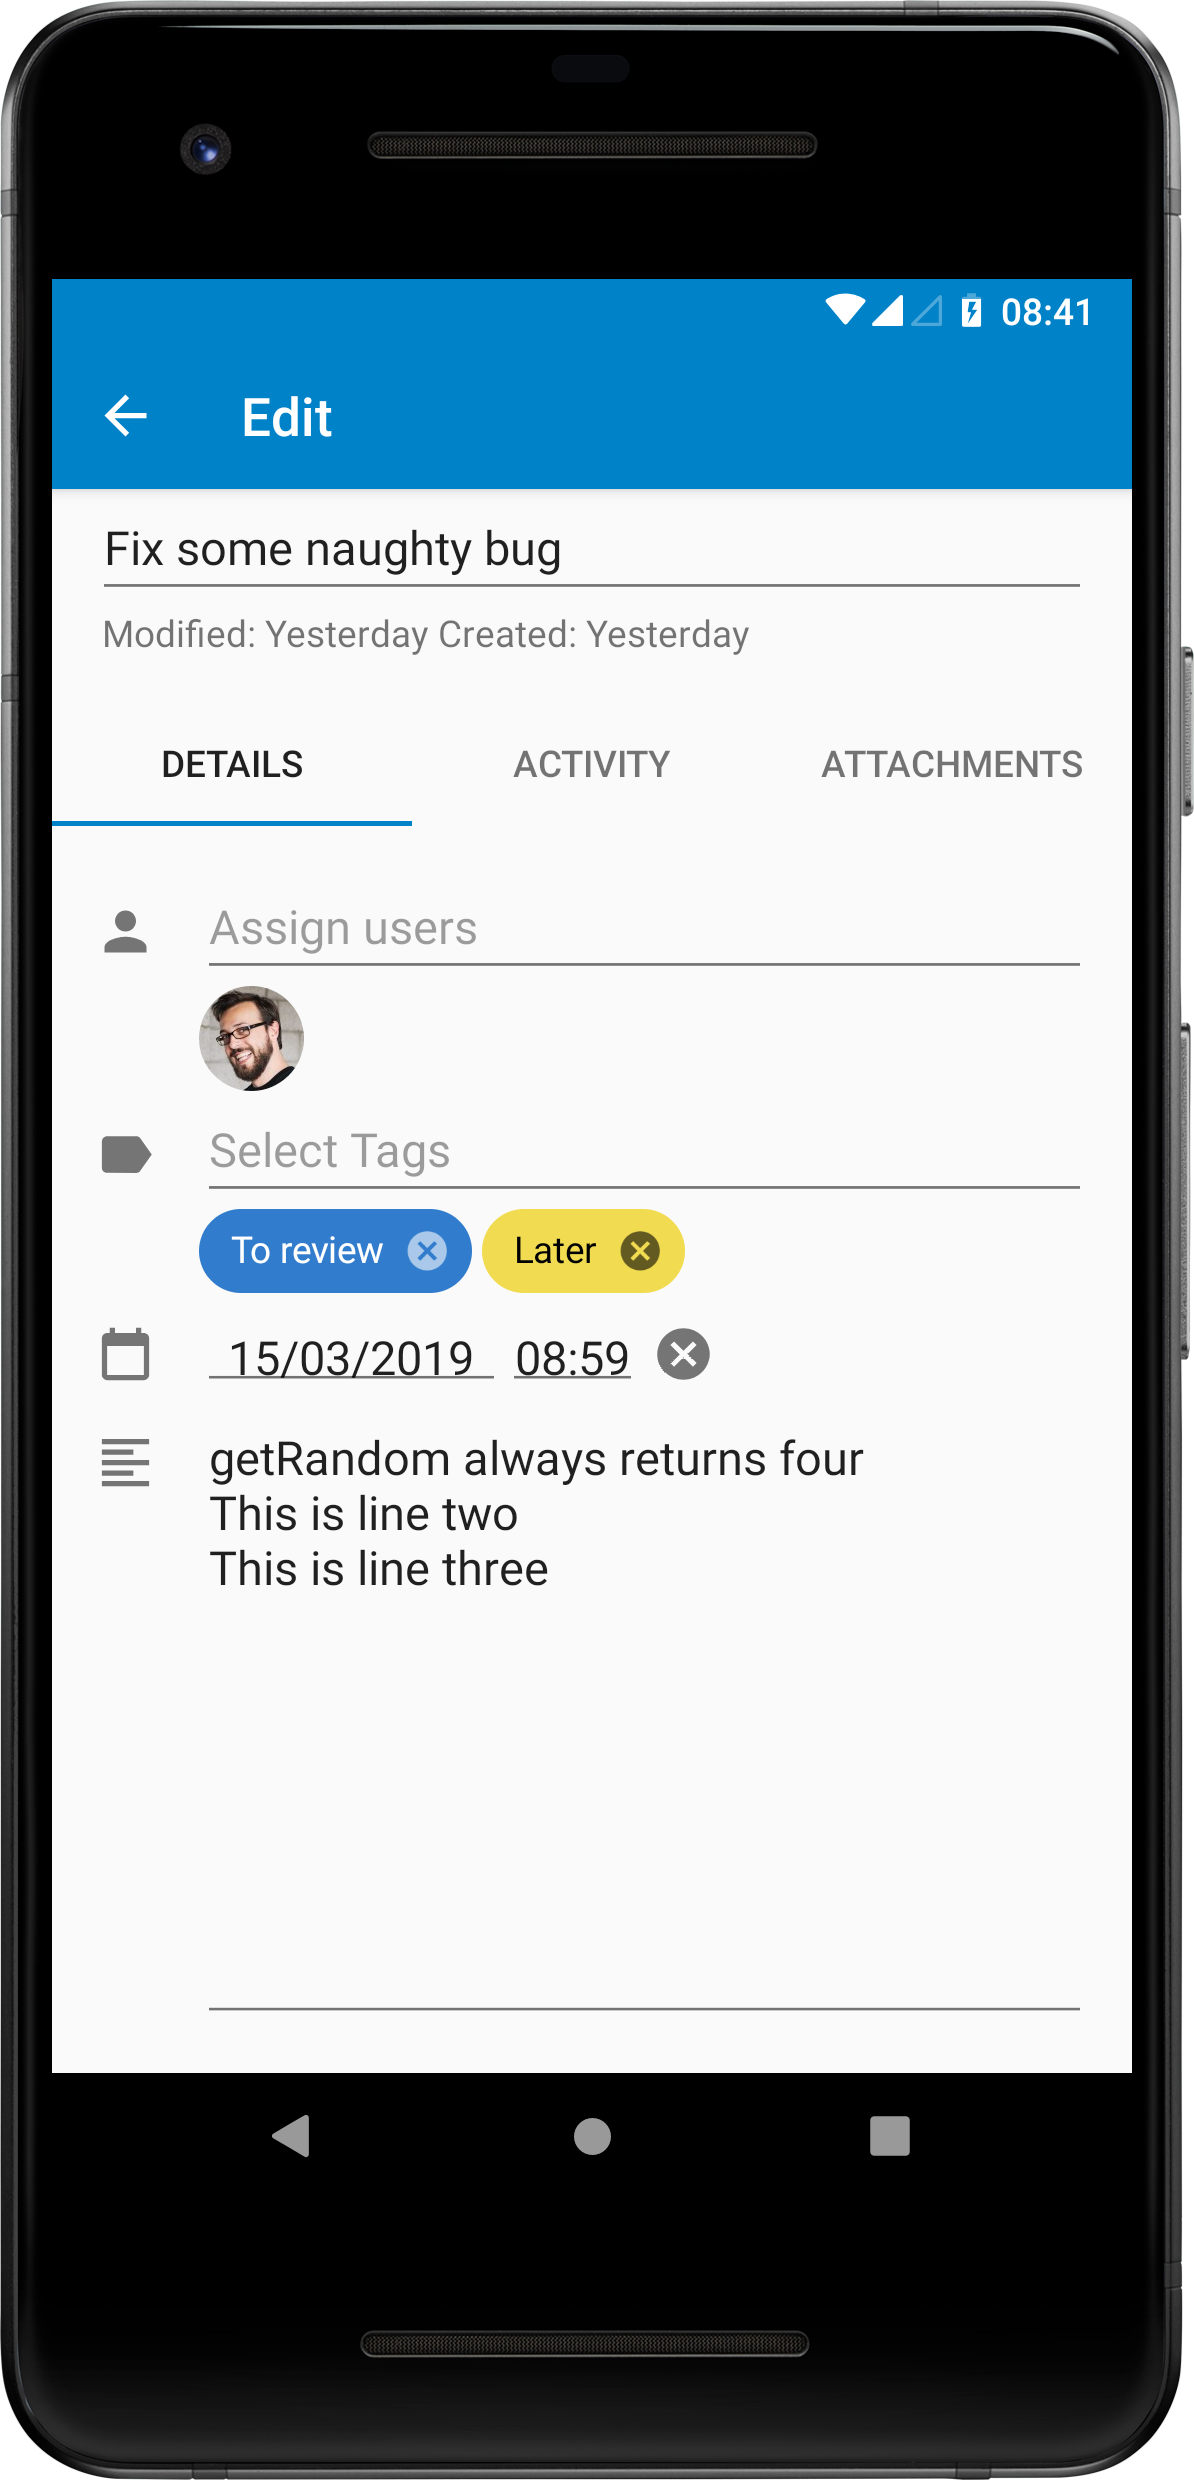 08:41
Edit
Fix some naughty bug
Modified: Yesterday Created: Yesterday
DETAILS ACTIVITY ATTACHMENTS
Assign users
Select Tags
To review Later
15/03/2019 08:59
getRandom always returns four
This is line two
This is line three